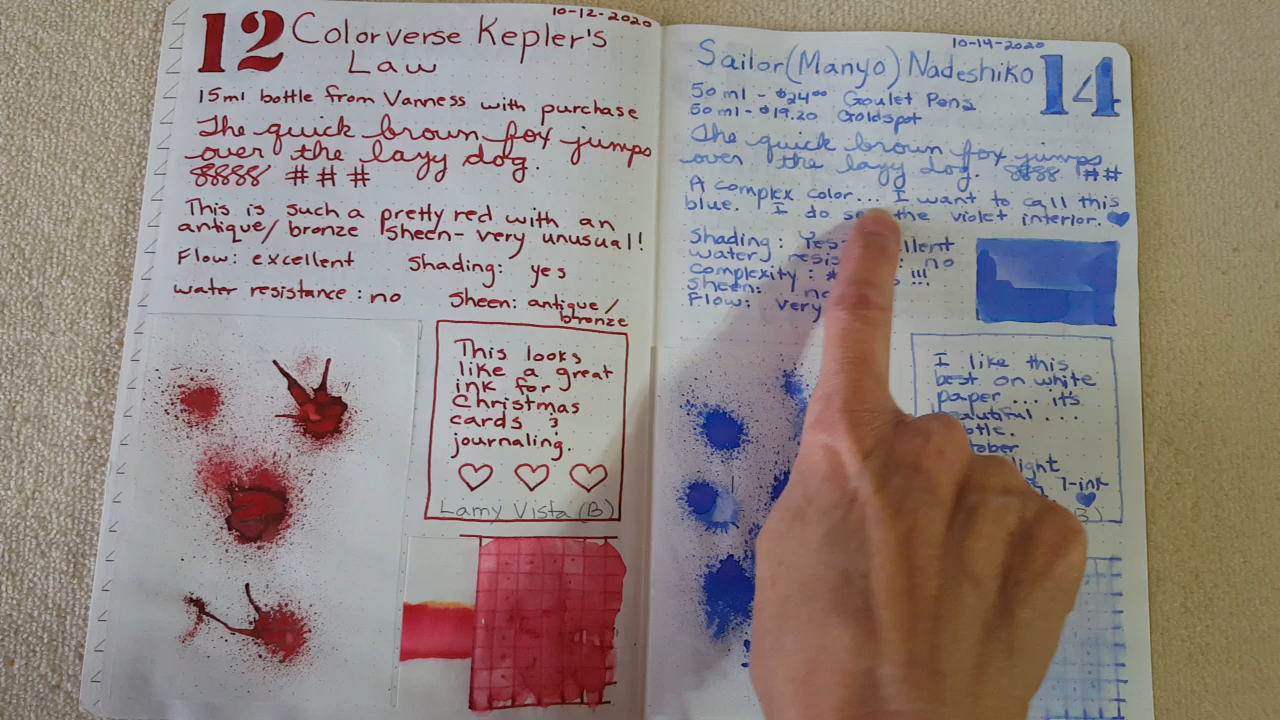 10-12-2020
12 Colorverse Kepler's
Law
15ml bottle from Vanness with purchase
The quick brown fox jumps
over the lazy dog.
8888 ###
This is such a pretty red with an
antique/bronze sheen- very unusual!
Flow: excellent Shading: yes
water resistance: no Sheen: antique/
bronze
This looks
like a great
ink for
Christmas
cards &
journaling.
Lamy Vista (B)
10-14-2020
Sailor (Manyo) Nadeshiko 14
50 ml - $24.00 Goulet Pens
50 ml - $19.20 Goldspot
The quick brown fox jumps
over the lazy dog. 8888 ##
A complex color... I want to call this
blue. I do the violet interior.
Shading: Yes-
water no
complexity: !!!
Sheen: no
Flow: very
I like this
best on white
paper... it's
beautiful...
7-ink